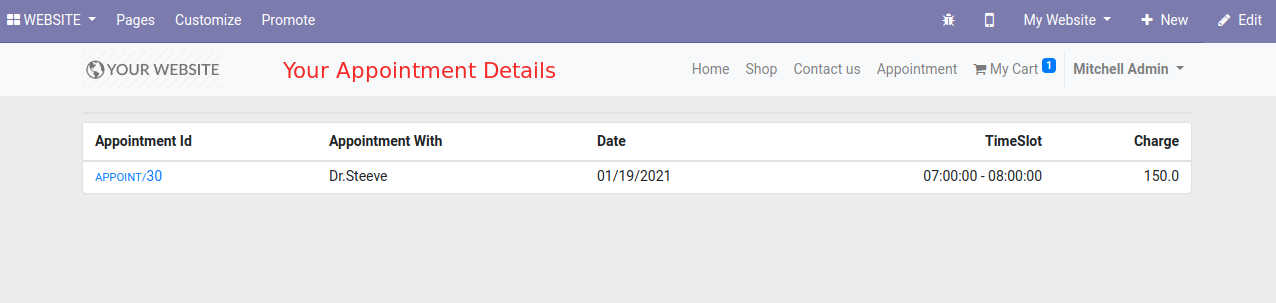 WEBSITE Pages Customize Promote My Website New Edit
YOUR WEBSITE Your Appointment Details Home Shop Contact us Appointment My Cart 1 Mitchell Admin
Appointment Id Appointment With Date TimeSlot Charge
APPOINT/30 Dr.Steeve 01/19/2021 07:00:00 - 08:00:00 150.0